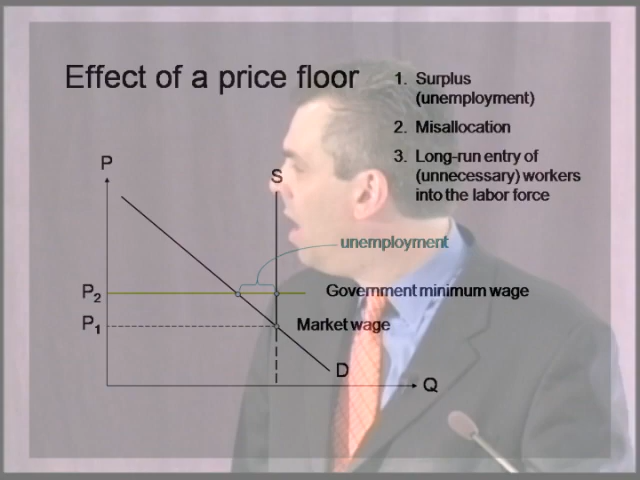 Effect of a price floor
1. Surplus
(unemployment)
2. Misallocation
3. Long-run entry of
(unnecessary) workers
into the labor force
P
S
unemployment
P2
Government minimum wage
P1
Market wage
D
Q